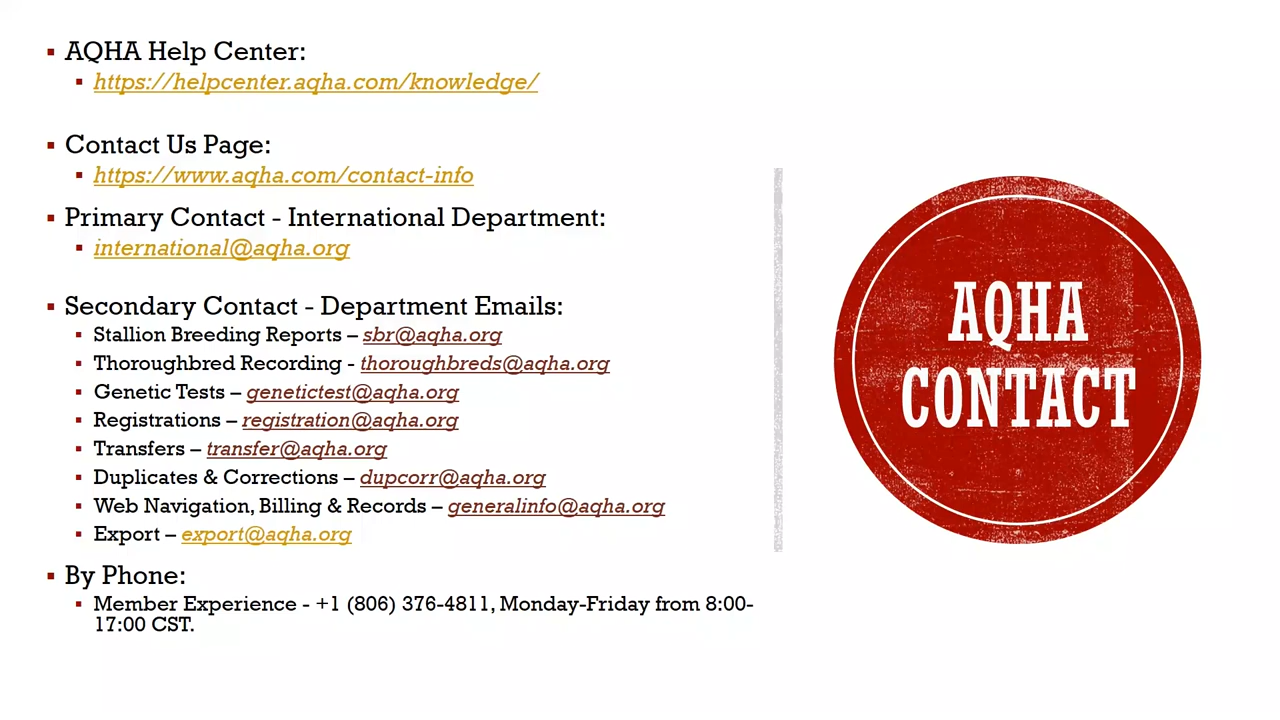 ▪ AQHA Help Center:
▪ https://helpcenter.aqha.com/knowledge/
▪ Contact Us Page:
▪ https://www.aqha.com/contact-info
▪ Primary Contact - International Department:
▪ international@aqha.org
▪ Secondary Contact - Department Emails:
▪ Stallion Breeding Reports – sbr@aqha.org
▪ Thoroughbred Recording - thoroughbreds@aqha.org
▪ Genetic Tests – genetictest@aqha.org
▪ Registrations – registration@aqha.org
▪ Transfers – transfer@aqha.org
▪ Duplicates & Corrections – dupcorr@aqha.org
▪ Web Navigation, Billing & Records – generalinfo@aqha.org
▪ Export – export@aqha.org
▪ By Phone:
▪ Member Experience - +1 (806) 376-4811, Monday-Friday from 8:00-
17:00 CST.
AQHA
CONTACT